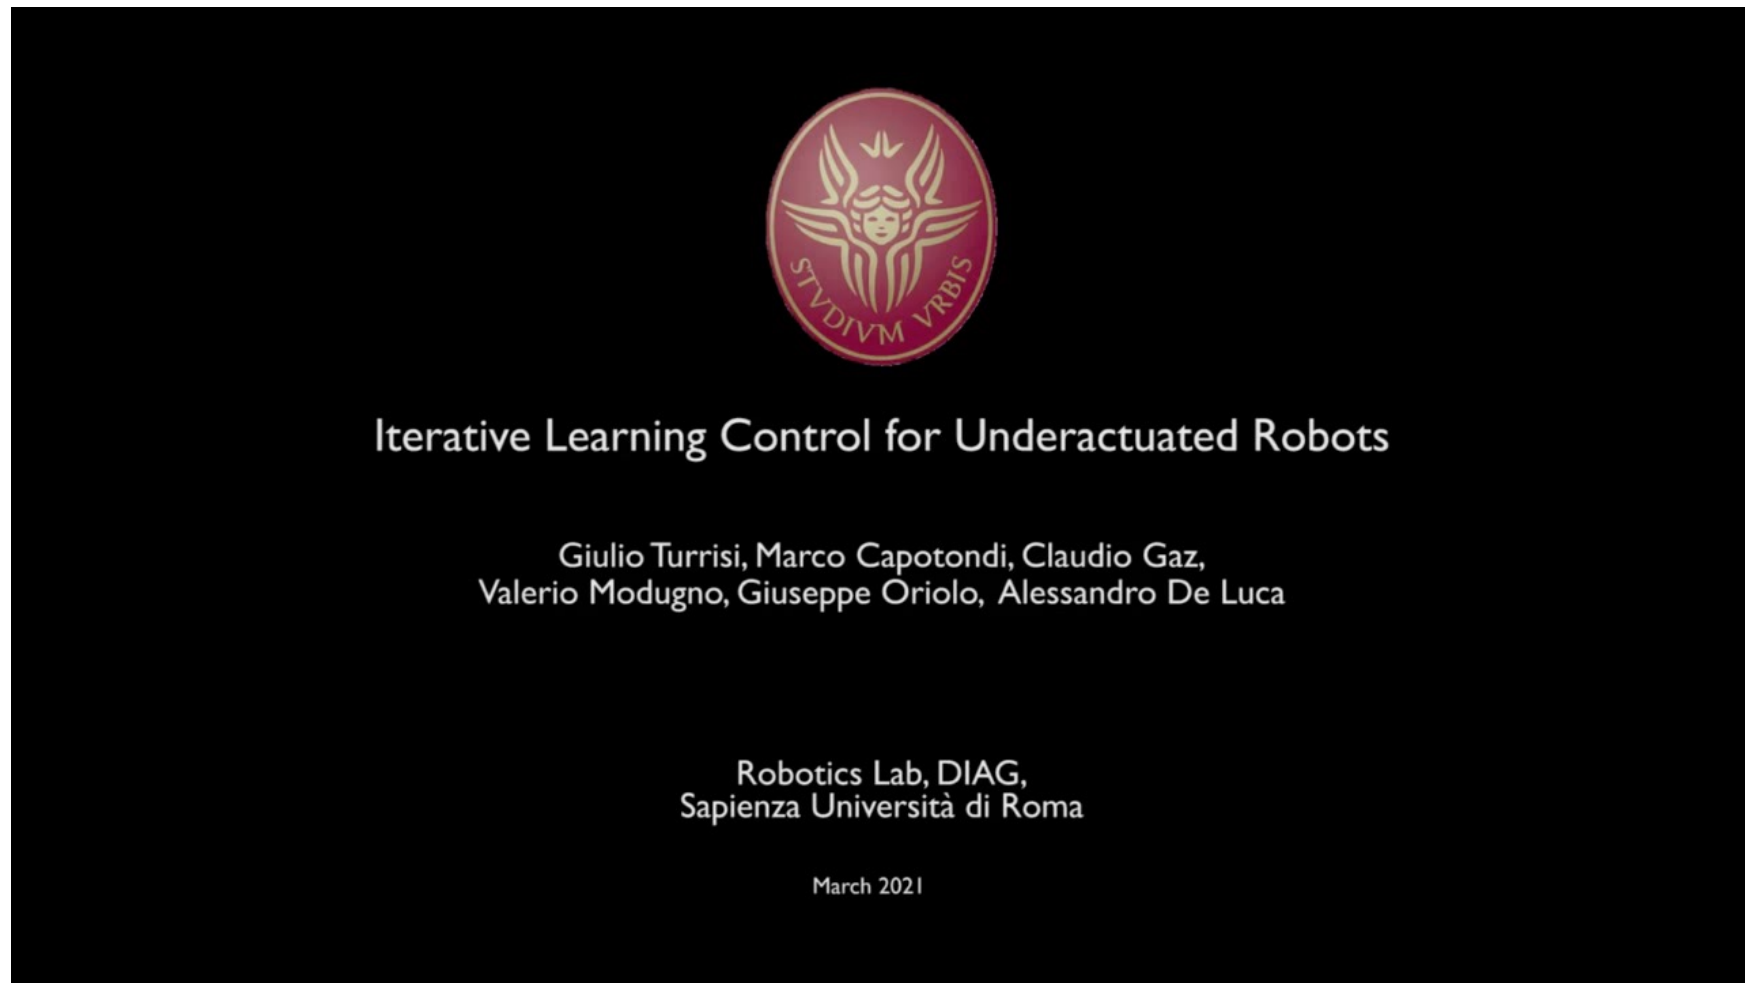 STVDIVM VRBIS
Iterative Learning Control for Underactuated Robots
Giulio Turrisi, Marco Capotondi, Claudio Gaz,
Valerio Modugno, Giuseppe Oriolo, Alessandro De Luca
Robotics Lab, DIAG,
Sapienza Università di Roma
March 2021